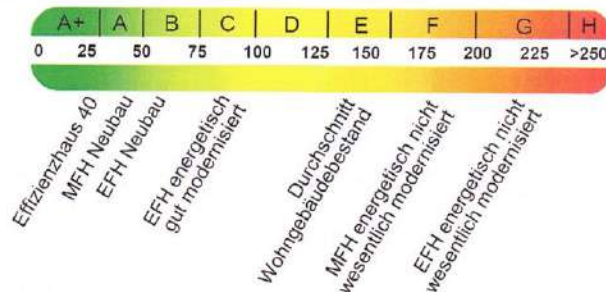 A+ A B C D E F G H
0 25 50 75 100 125 150 175 200 225 >250
Effizienzhaus 40
MFH Neubau
EFH Neubau
EFH energetisch
gut modernisiert
Durchschnitt
Wohngebäudebestand
MFH energetisch nicht
wesentlich modernisiert
EFH energetisch nicht
wesentlich modernisiert